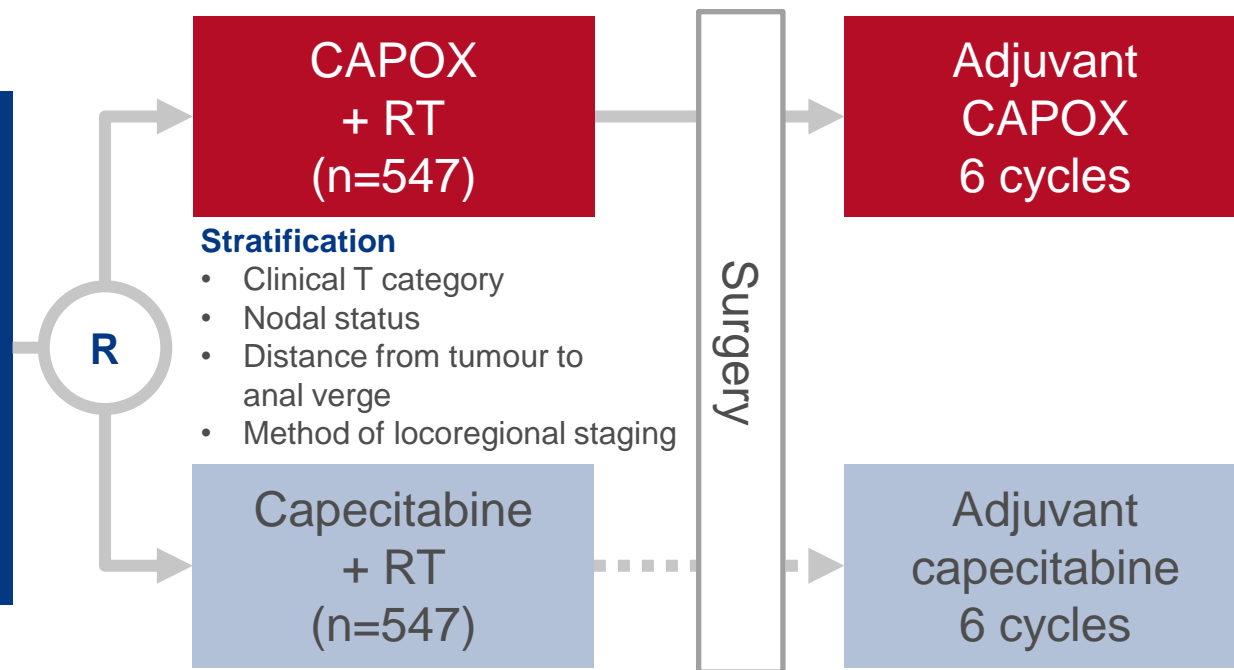 CAPOX
+ RT
(n=547)
Adjuvant
CAPOX
6 cycles
Stratification
• Clinical T category
• Nodal status
• Distance from tumour to
anal verge
• Method of locoregional staging
R
Surgery
Capecitabine
+ RT
(n=547)
Adjuvant
capecitabine
6 cycles